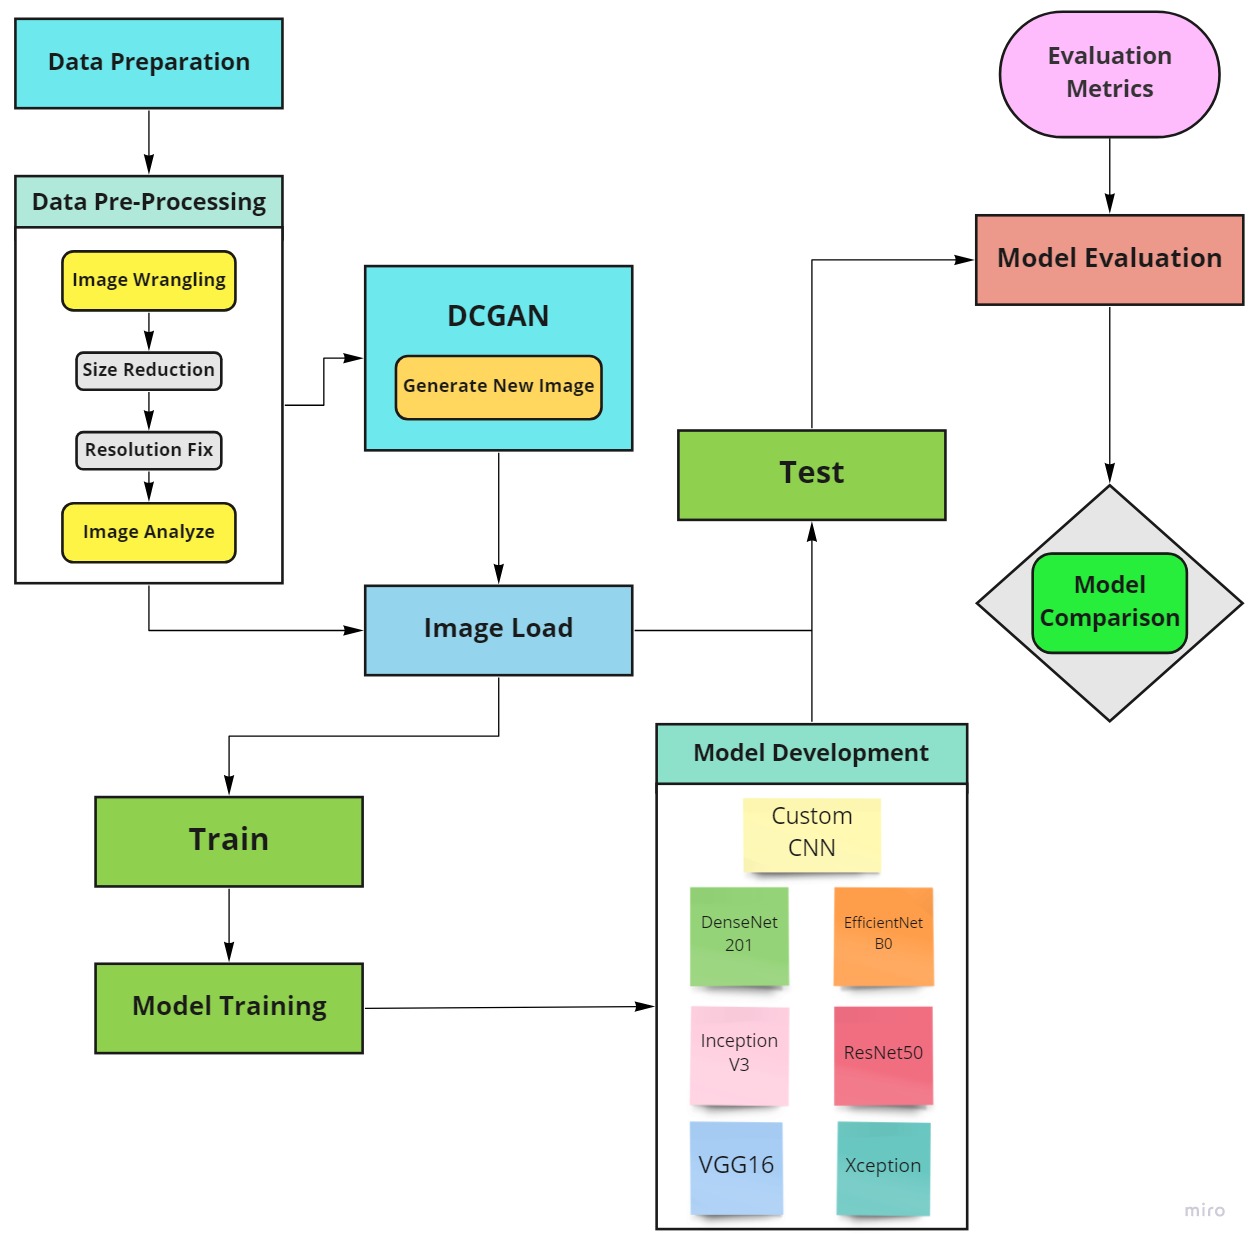 Data Preparation
Data Pre-Processing
Image Wrangling
Size Reduction
Resolution Fix
Image Analyze
DCGAN
Generate New Image
Image Load
Train
Model Training
Model Development
Custom
CNN
DenseNet
201
EfficientNet
B0
Inception
V3
ResNet50
VGG16
Xception
Test
Evaluation
Metrics
Model Evaluation
Model
Comparison
miro